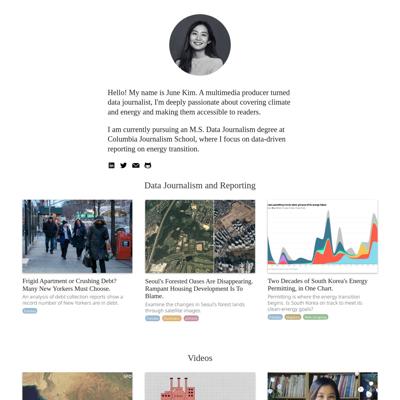 Hello! My name is June Kim. A multimedia producer turned
data journalist, I'm deeply passionate about covering climate
and energy and making them accessible to readers.
I am currently pursuing an M.S. Data Journalism degree at
Columbia Journalism School, where I focus on data-driven
reporting on energy transition.
Data Journalism and Reporting
Frigid Apartment or Crushing Debt?
Many New Yorkers Must Choose.
An analysis of debt collection reports show a
record number of New Yorkers are in debt.
Seoul's Forested Oases Are Disappearing.
Rampant Housing Development Is To
Blame.
Examine the changes in Seoul's forest lands
through satellite images.
Two Decades of South Korea's Energy
Permitting, in One Chart.
Permitting is where the energy transition
begins. Is South Korea on track to meet its
clean-energy goals?
Videos